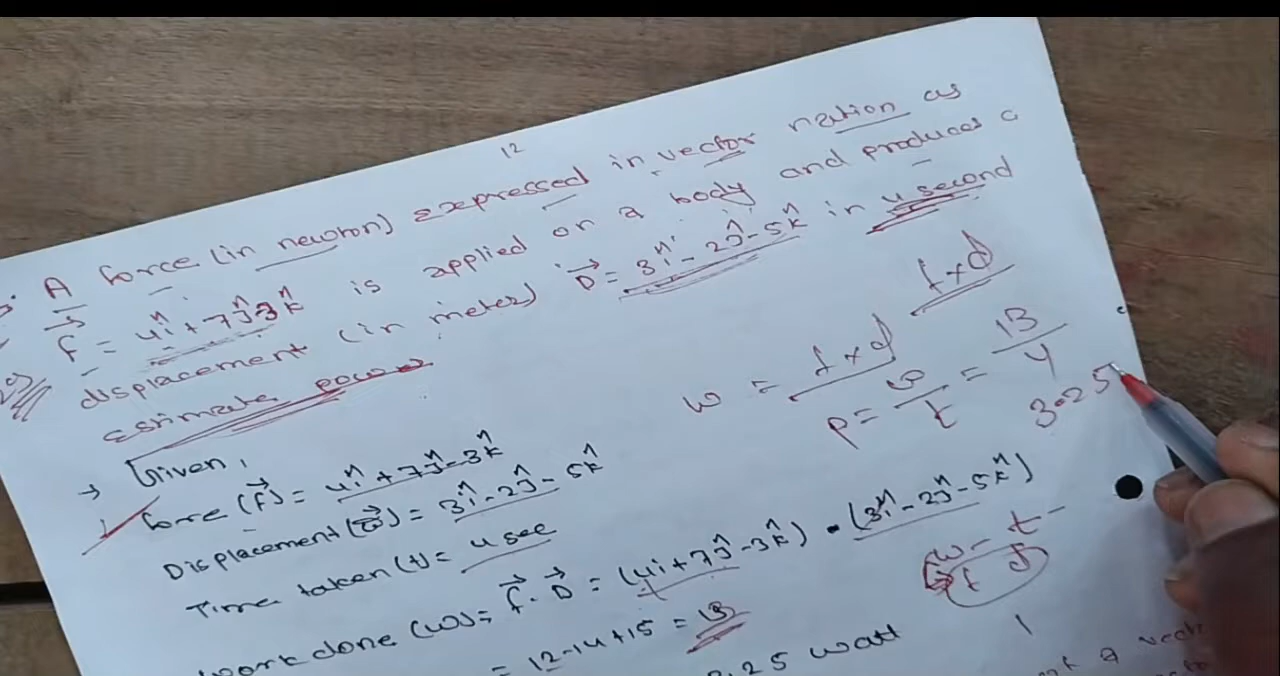 12
A force (in newton) expressed in vector nation as
f⃗ = 4î + 7ĵ 3k̂ is applied on a body and produces a
displacement (in meter) D⃗ = 3î - 2ĵ - 5k̂ in 4 second
Estimate power
f x d
w = f x d
p = w/t = 13/4
3.25
→ Given,
force (f⃗) = 4î + 7ĵ - 3k̂
Displacement (D⃗) = 3î - 2ĵ - 5k̂
Time taken (t) = 4 sec
work done (w) = f⃗ . D⃗ = (4i + 7ĵ - 3k̂) . (3î - 2ĵ - 5k̂)
= 12 - 14 + 15 = 13
w - t -
f d
.25 watt